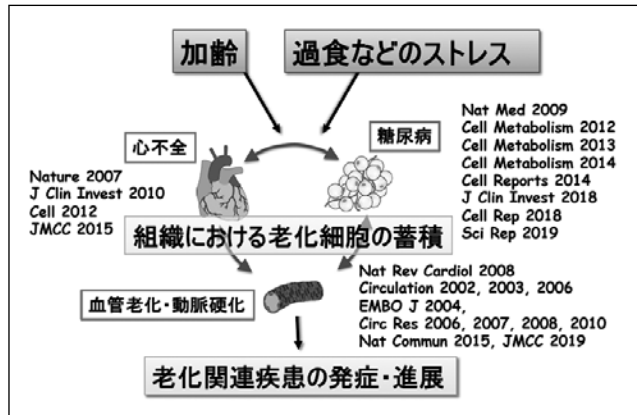 加齢
過食などのストレス
心不全
糖尿病
Nature 2007
J Clin Invest 2010
Cell 2012
JMCC 2015
Nat Med 2009
Cell Metabolism 2012
Cell Metabolism 2013
Cell Metabolism 2014
Cell Reports 2014
J Clin Invest 2018
Cell Rep 2018
Sci Rep 2019
組織における老化細胞の蓄積
血管老化・動脈硬化
Nat Rev Cardiol 2008
Circulation 2002, 2003, 2006
EMBO J 2004,
Circ Res 2006, 2007, 2008, 2010
Nat Commun 2015, JMCC 2019
老化関連疾患の発症・進展